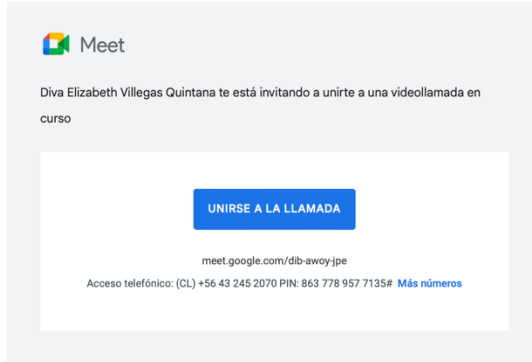 Meet
Diva Elizabeth Villegas Quintana te está invitando a unirte a una videollamada en
curso
UNIRSE A LA LLAMADA
meet.google.com/dib-awoy-jpe
Acceso telefónico: (CL) +56 43 245 2070 PIN: 863 778 957 7135# Más números